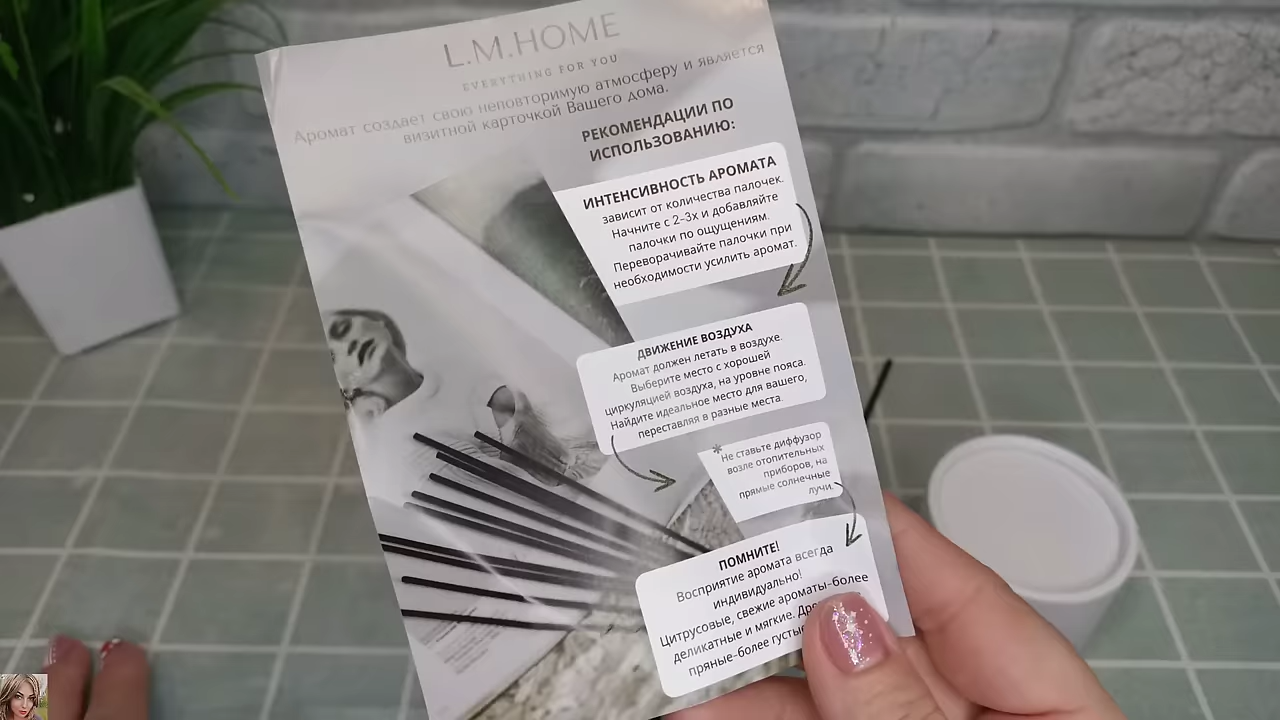 L.M.HOME
EVERYTHING FOR YOU
Аромат создает свою неповторимую атмосферу и является
визитной карточкой Вашего дома.
РЕКОМЕНДАЦИИ ПО
ИСПОЛЬЗОВАНИЮ:
ИНТЕНСИВНОСТЬ АРОМАТА
зависит от количества палочек.
Начните с 2-3х и добавляйте
палочки по ощущениям.
Переворачивайте палочки при
необходимости усилить аромат.
ДВИЖЕНИЕ ВОЗДУХА
Аромат должен летать в воздухе.
Выберите место с хорошей
циркуляцией воздуха, на уровне пояса.
Найдите идеальное место для вашего,
переставляя в разные места.
*Не ставьте диффузор
возле отопительных
приборов, на
прямые солнечные
лучи.
ПОМНИТЕ!
Восприятие аромата всегда
индивидуально!
Цитрусовые, свежие ароматы-более
деликатные и мягкие.
пряные-более